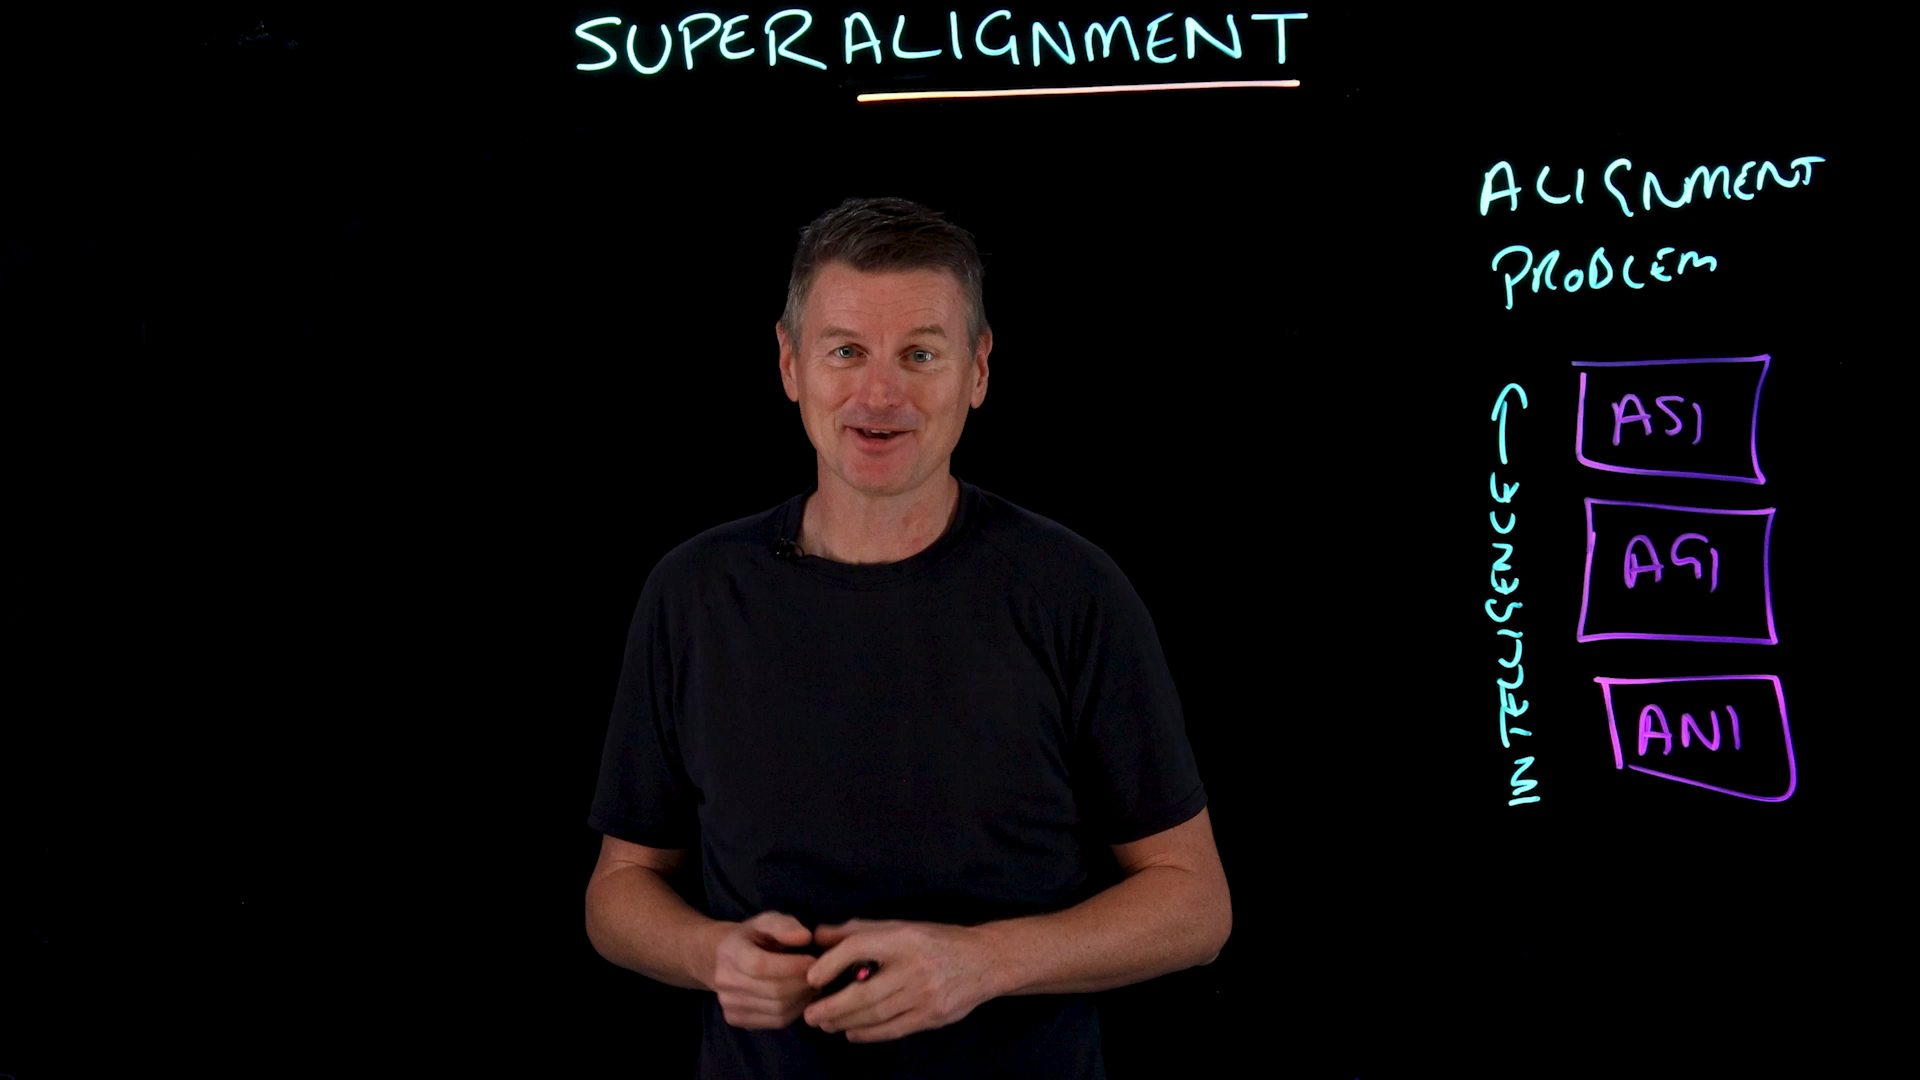 SUPERALIGNMENT
ALIGNMENT
PROBLEM
INTELLIGENCE →
ASI
AGI
ANI